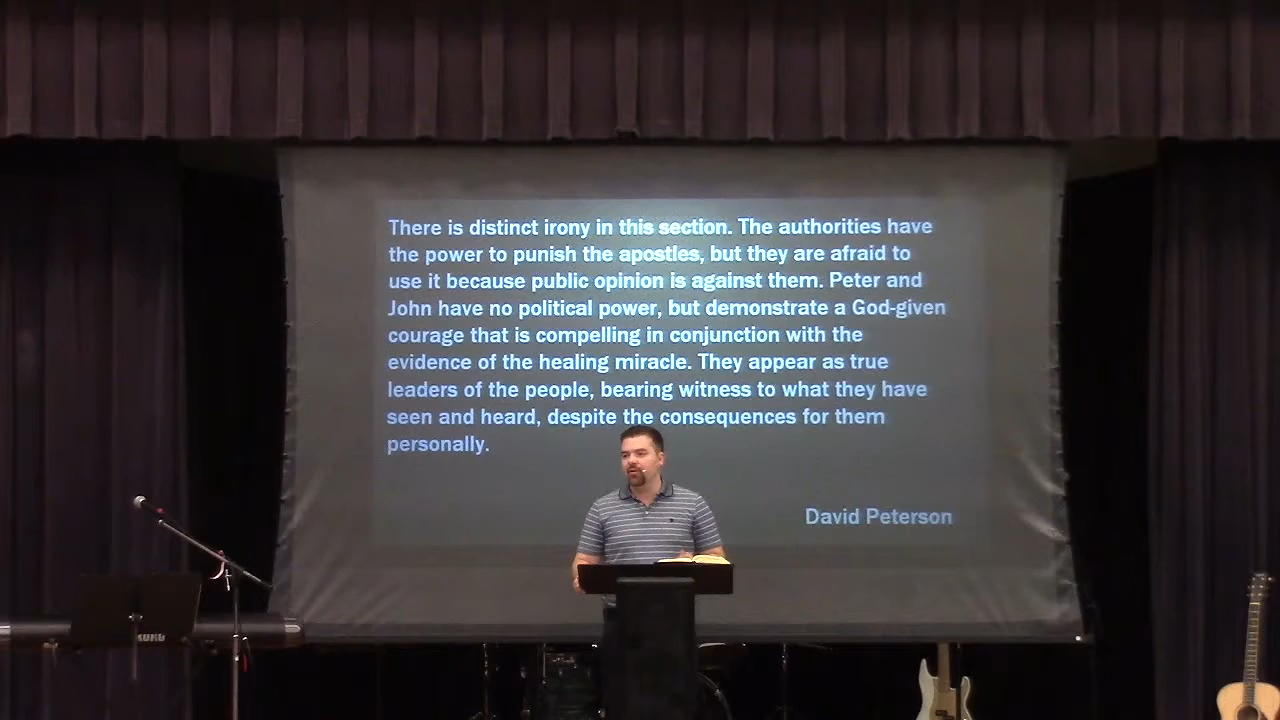 There is distinct irony in this section. The authorities have
the power to punish the apostles, but they are afraid to
use it because public opinion is against them. Peter and
John have no political power, but demonstrate a God-given
courage that is compelling in conjunction with the
evidence of the healing miracle. They appear as true
leaders of the people, bearing witness to what they have
seen and heard, despite the consequences for them
personally.
David Peterson
KORG